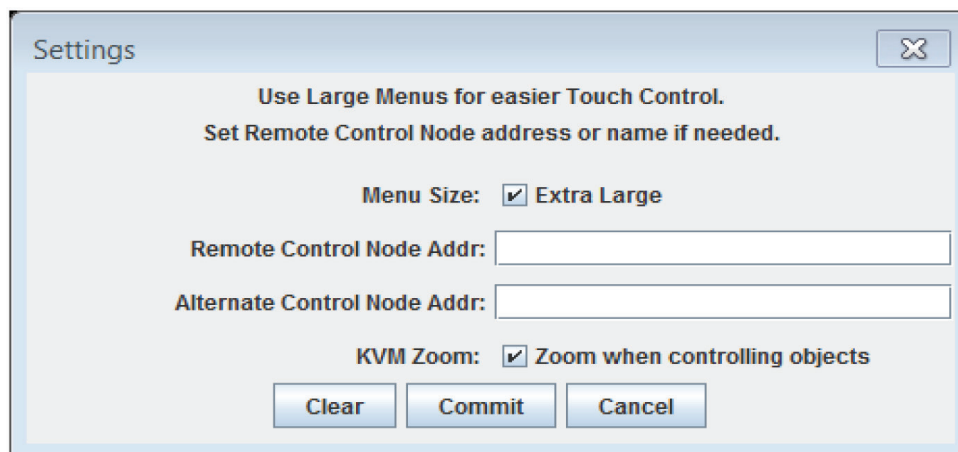 Settings
Use Large Menus for easier Touch Control.
Set Remote Control Node address or name if needed.
Menu Size: Extra Large
Remote Control Node Addr:
Alternate Control Node Addr:
KVM Zoom: Zoom when controlling objects
Clear Commit Cancel